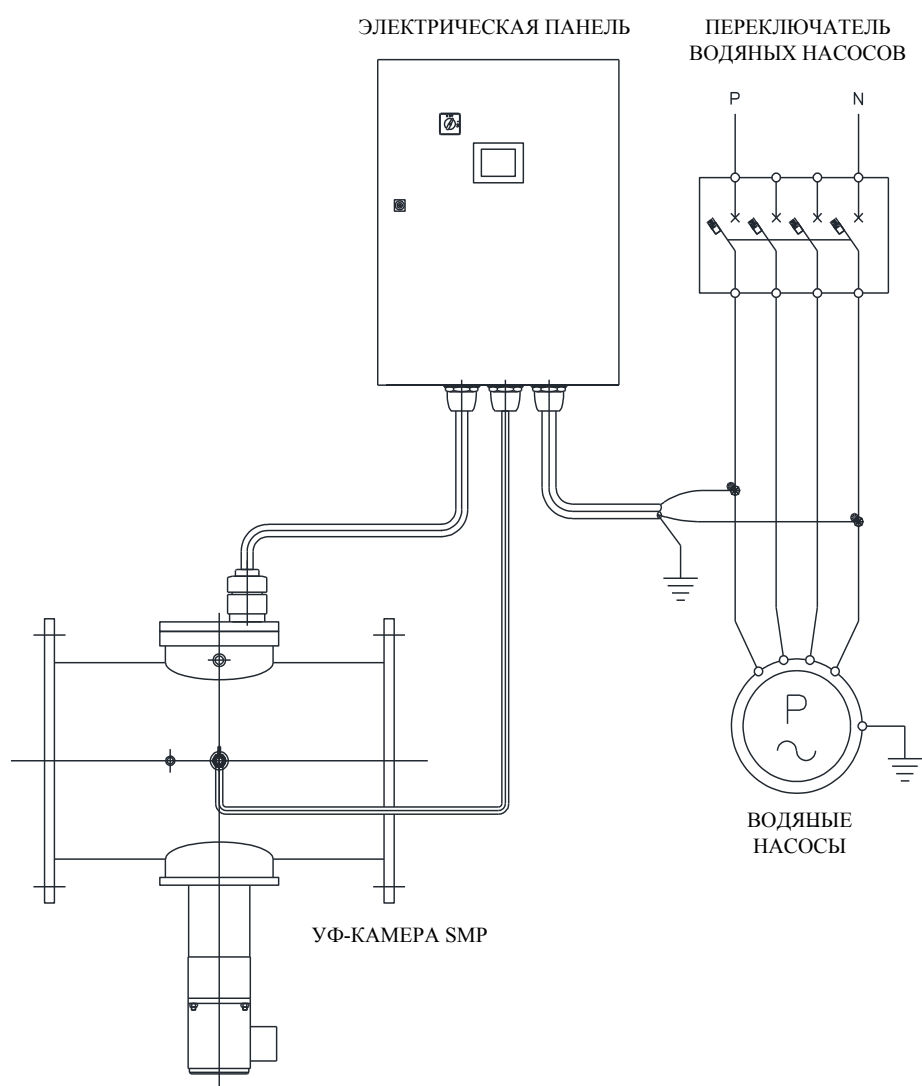 ЭЛЕКТРИЧЕСКАЯ ПАНЕЛЬ
ПЕРЕКЛЮЧАТЕЛЬ
ВОДЯНЫХ НАСОСОВ
P
N
P
ВОДЯНЫЕ
НАСОСЫ
УФ-КАМЕРА SMP